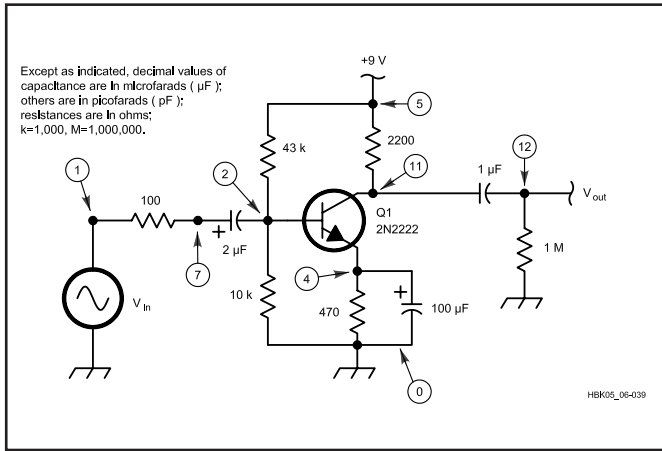 Except as indicated, decimal values of
capacitance are in microfarads ( µF );
others are in picofarads ( pF );
resistances are in ohms;
k=1,000, M=1,000,000.
+9 V
5
43 k
2200
11
12
1 µF
1
2
100
Q1
2N2222
V out
+
2 µF
7
4
1 M
V In
10 k
470
+
100 µF
0
HBK05_06-039